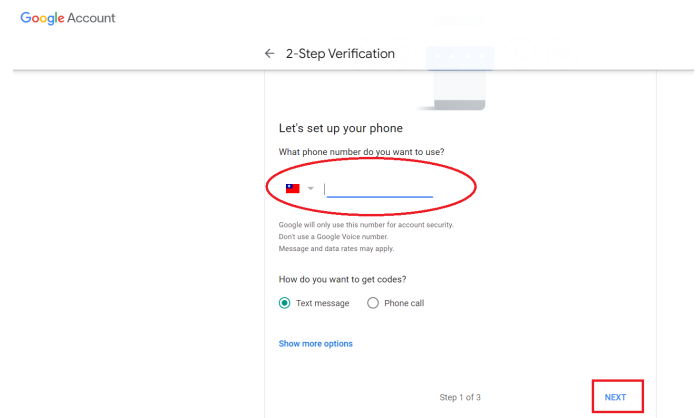 Google Account
2-Step Verification
Let's set up your phone
What phone number do you want to use?
Google will only use this number for account security.
Don't use a Google Voice number.
Message and data rates may apply.
How do you want to get codes?
Text message Phone call
Show more options
Step 1 of 3 NEXT